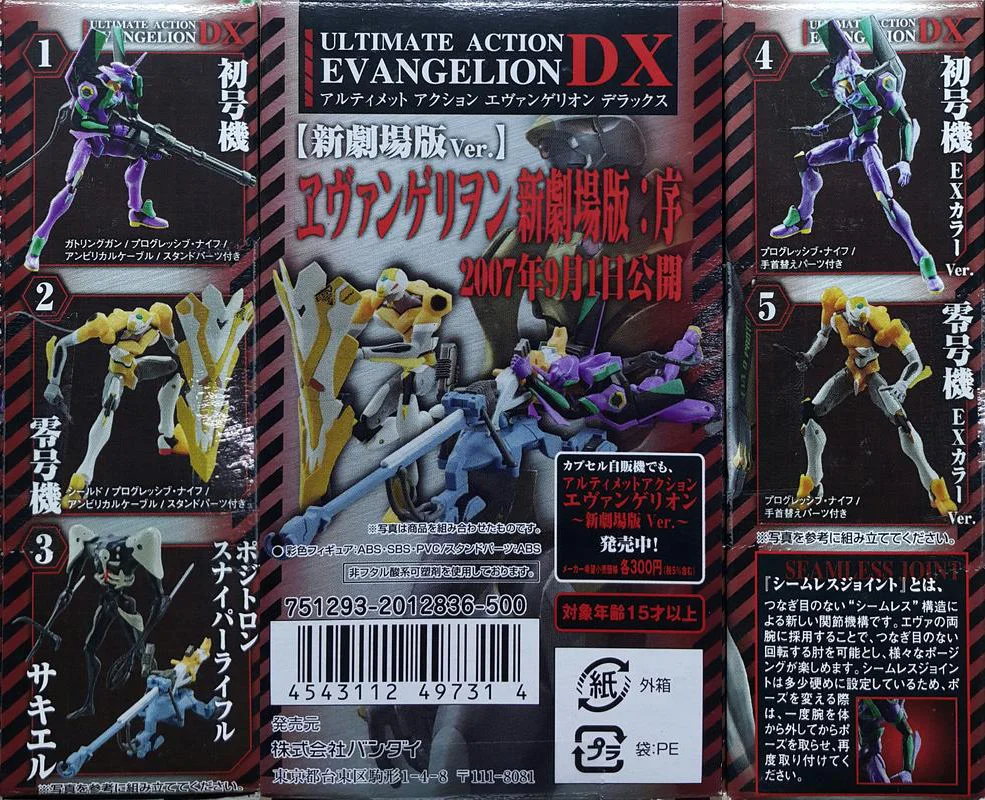 1
ULTIMATE ACTION
EVANGELION DX
初号機
ガトリングガン / プログレッシブ・ナイフ /
アンビリカルケーブル / スタンドパーツ付き
2
零号機
シールド / プログレッシブ・ナイフ /
アンビリカルケーブル / スタンドパーツ付き
3
ポジトロン
スナイパーライフル
サキエル
※写真を参考に組み立ててください。
ULTIMATE ACTION
EVANGELION DX
アルティメット アクション エヴァンゲリオン デラックス
【新劇場版Ver.】
ヱヴァンゲリヲン 新劇場版:序
2007年9月1日公開
カプセル自販機でも、
アルティメットアクション
エヴァンゲリオン
~新劇場版 Ver.~
発売中!
メーカー希望小売価格 各300円(税5%含む)
※写真は商品を組み合わせたものです。
●彩色フィギュア:ABS・SBS・PVC/スタンドパーツ:ABS
非フタル酸系可塑剤を使用しております。
751293-2012836-500
対象年齢15才以上
4543112 49731 4
紙 外箱
プラ 袋:PE
発売元
株式会社バンダイ
東京都台東区駒形1-4-8 〒111-8081
4
ULTIMATE ACTION
EVANGELION DX
初号機 EXカラーVer.
プログレッシブ・ナイフ /
手首替えパーツ付き
5
零号機 EXカラーVer.
プログレッシブ・ナイフ /
手首替えパーツ付き
※写真を参考に組み立ててください。
SEAMLESS JOINT
『シームレスジョイント』とは、
つなぎ目のない“シームレス”構造に
よる新しい関節機構です。エヴァの両
腕に採用することで、つなぎ目のない
回転する肘を可能とし、様々なポージ
ングが楽しめます。シームレスジョイン
トは多少硬めに設定しているため、ポ
ーズを変える際
は、一度腕を体
から外してからポ
ーズを取らせ、再
度取り付けてく
ださい。